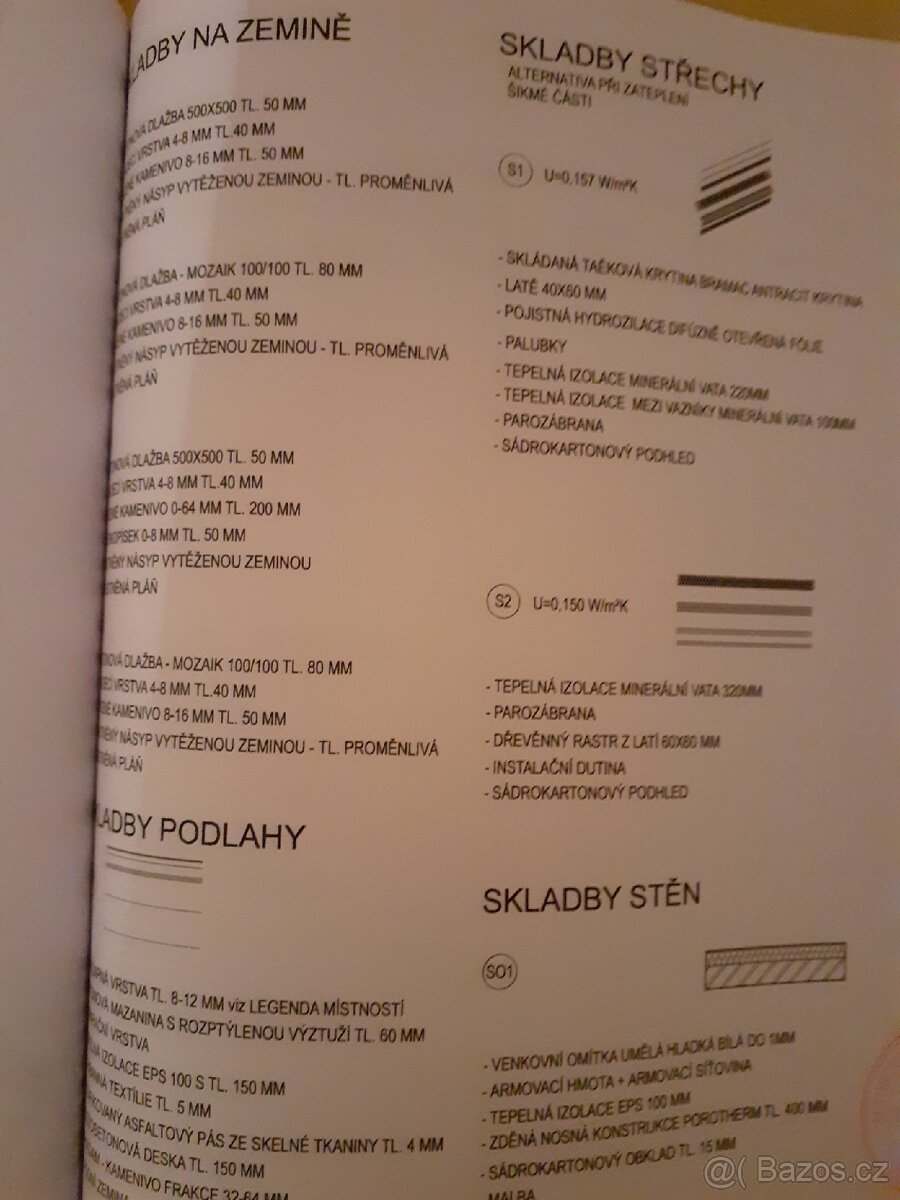 LADBY NA ZEMINĚ
DLAŽBA 500X500 TL. 50 MM
VRSTVA 4-8 MM TL.40 MM
KAMENIVO 8-16 MM TL. 50 MM
NÁSYP VYTĚŽENOU ZEMINOU - TL. PROMĚNLIVÁ
PLÁŇ
DLAŽBA - MOZAIK 100/100 TL. 80 MM
VRSTVA 4-8 MM TL.40 MM
KAMENIVO 8-16 MM TL. 50 MM
NÁSYP VYTĚŽENOU ZEMINOU - TL. PROMĚNLIVÁ
PLÁŇ
DLAŽBA 500X500 TL. 50 MM
VRSTVA 4-8 MM TL.40 MM
KAMENIVO 0-64 MM TL. 200 MM
OPÍSEK 0-8 MM TL. 50 MM
NÁSYP VYTĚŽENOU ZEMINOU
PLÁŇ
DLAŽBA - MOZAIK 100/100 TL. 80 MM
VRSTVA 4-8 MM TL.40 MM
KAMENIVO 8-16 MM TL. 50 MM
NÁSYP VYTĚŽENOU ZEMINOU - TL. PROMĚNLIVÁ
PLÁŇ
LADBY PODLAHY
VRSTVA TL. 8-12 MM viz LEGENDA MÍSTNOSTÍ
MAZANINA S ROZPTÝLENOU VÝZTUŽÍ TL. 60 MM
VRSTVA
IZOLACE EPS 100 S TL. 150 MM
TEXTÍLIE TL. 5 MM
ASFALTOVÝ PÁS ZE SKELNÉ TKANINY TL. 4 MM
OBETONOVÁ DESKA TL. 150 MM
- KAMENIVO FRAKCE 32-64 MM
ZEMINA
SKLADBY STŘECHY
ALTERNATIVA PŘI ZATEPLENÍ
ŠIKMÉ ČÁSTI
S1 U=0,157 W/m²K
- SKLÁDANÁ TAŠKOVÁ KRYTINA BRAMAC ANTRACIT KRYTINA
- LATĚ 40X60 MM
- POJISTNÁ HYDROZILACE DIFÚZNĚ OTEVŘENÁ FÓLIE
- PALUBKY
- TEPELNÁ IZOLACE MINERÁLNÍ VATA 220MM
- TEPELNÁ IZOLACE MEZI VAZNÍKY MINERÁLNÍ VATA 100MM
- PAROZÁBRANA
- SÁDROKARTONOVÝ PODHLED
S2 U=0,150 W/m²K
- TEPELNÁ IZOLACE MINERÁLNÍ VATA 320MM
- PAROZÁBRANA
- DŘEVĚNNÝ RASTR Z LATÍ 60X60 MM
- INSTALAČNÍ DUTINA
- SÁDROKARTONOVÝ PODHLED
SKLADBY STĚN
SO1
- VENKOVNÍ OMÍTKA UMĚLÁ HLADKÁ BÍLÁ DO 1MM
- ARMOVACÍ HMOTA + ARMOVACÍ SÍŤOVINA
- TEPELNÁ IZOLACE EPS 100 MM
- ZDĚNÁ NOSNÁ KONSTRUKCE POROTHERM TL. 400 MM
- SÁDROKARTONOVÝ OBKLAD TL. 15 MM
- MALBA
@( Bazos.cz